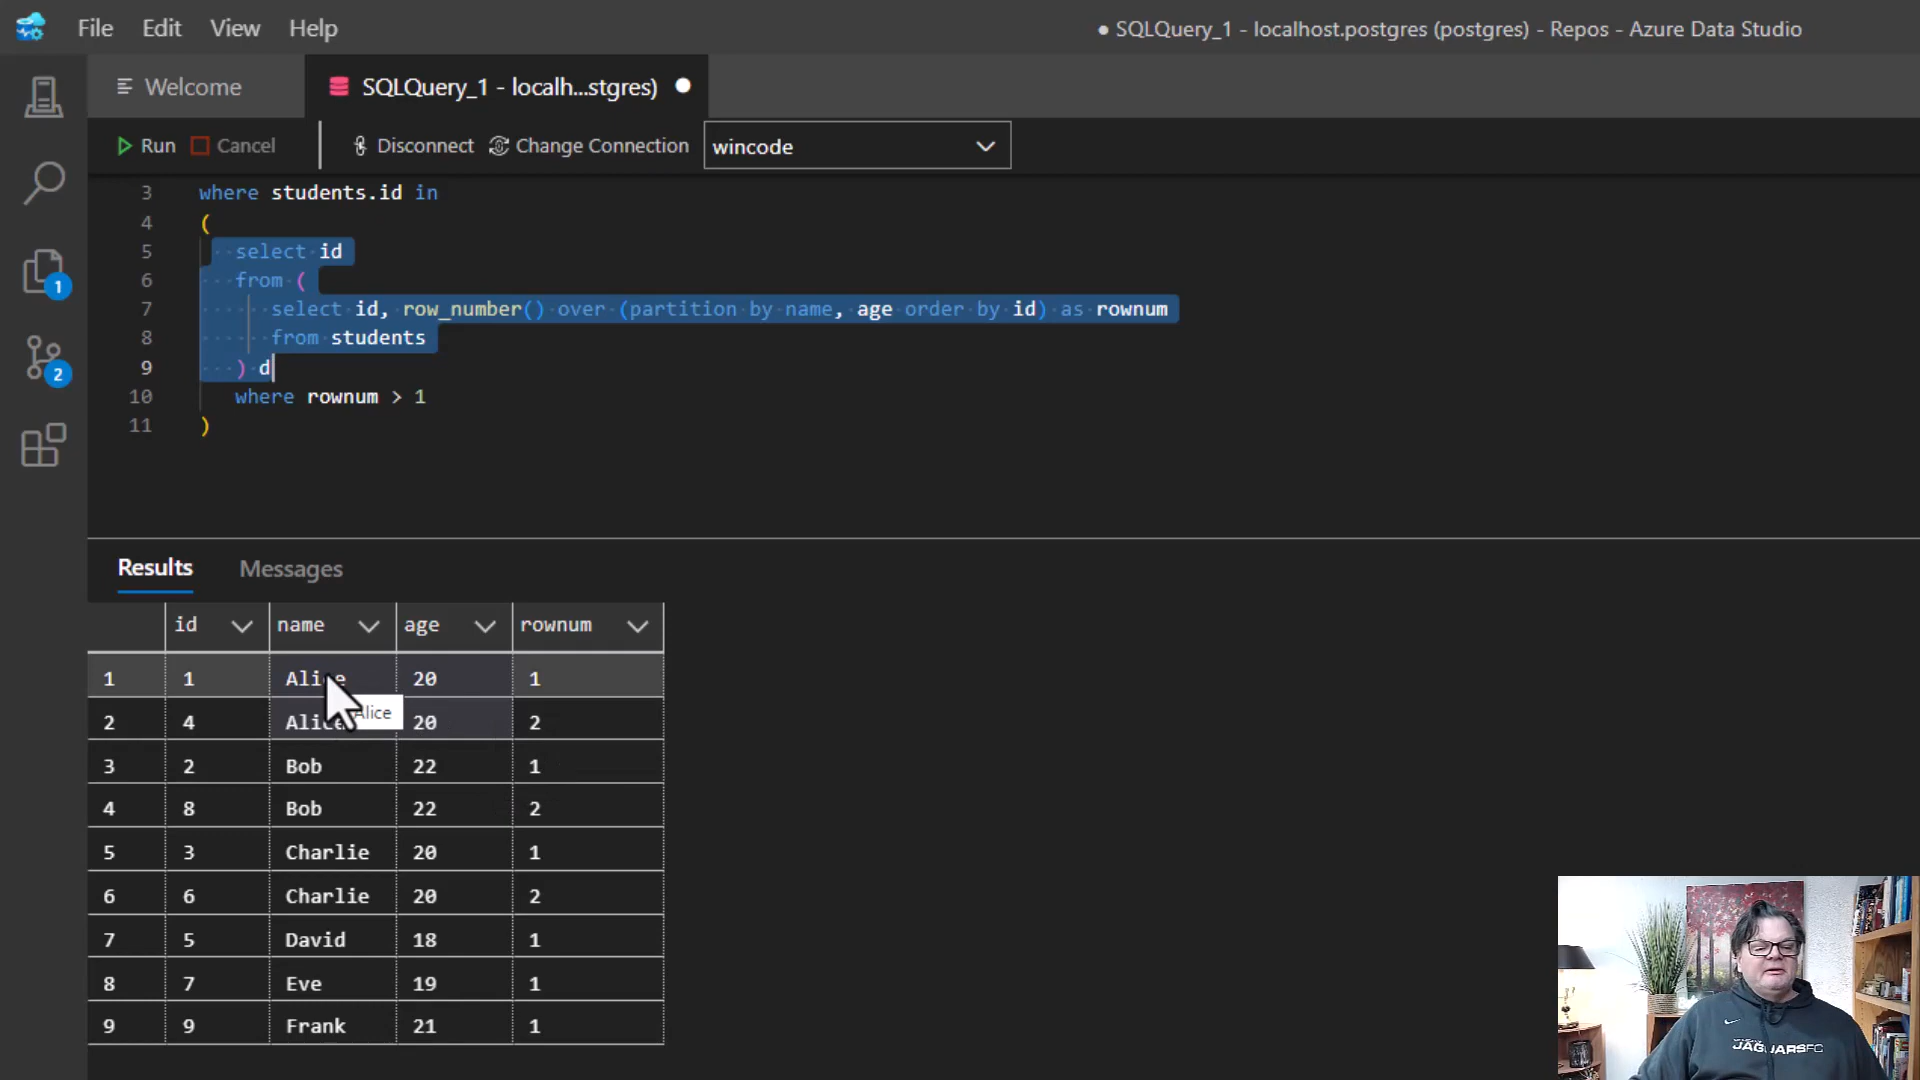 File Edit View Help
● SQLQuery_1 - localhost.postgres (postgres) - Repos - Azure Data Studio
Welcome
SQLQuery_1 - localh...stgres)
Run Cancel Disconnect Change Connection wincode
3 where students.id in
4 (
5 select id
6 from (
7 select id, row_number() over (partition by name, age order by id) as rownum
8 from students
9 ) d
10 where rownum > 1
11 )
1
2
Results Messages
id name age rownum
1 1 Alice 20 1
Alice
2 4 Alice 20 2
3 2 Bob 22 1
4 8 Bob 22 2
5 3 Charlie 20 1
6 6 Charlie 20 2
7 5 David 18 1
8 7 Eve 19 1
9 9 Frank 21 1
JAGUARS FC